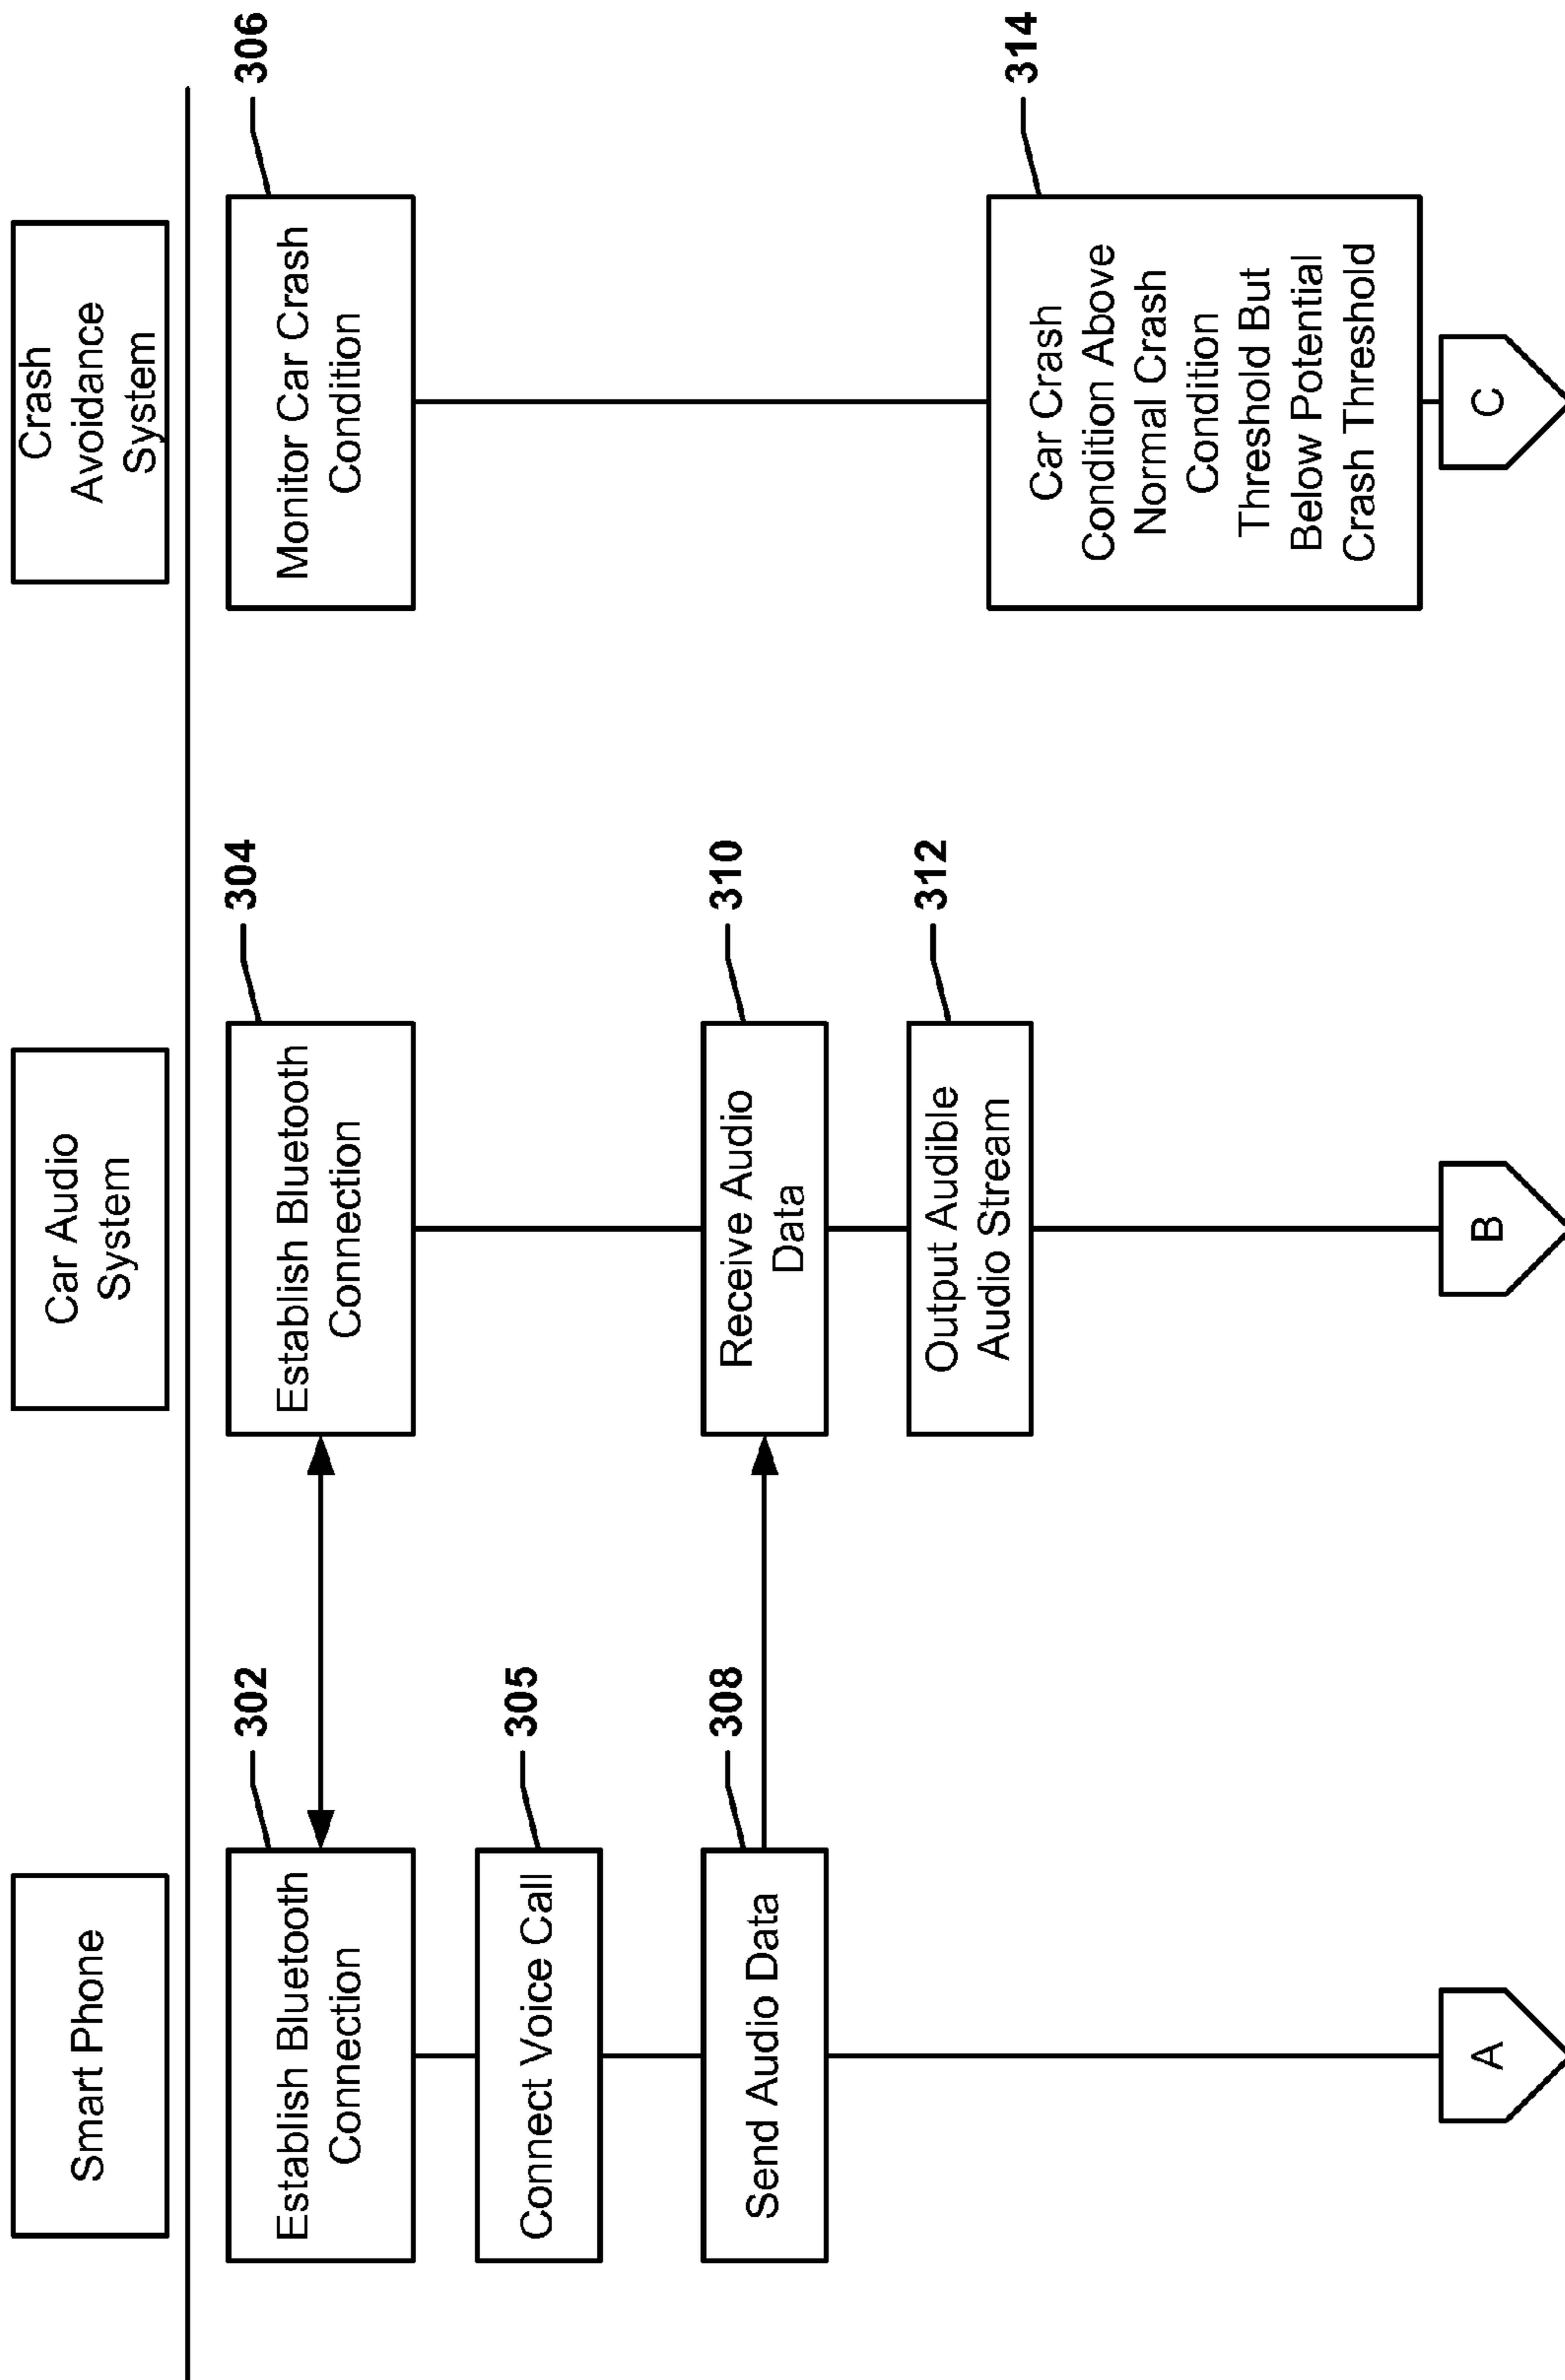 Smart Phone
Car Audio
System
Crash
Avoidance
System
302
Establish Bluetooth
Connection
304
Establish Bluetooth
Connection
306
Monitor Car Crash
Condition
305
Connect Voice Call
308
Send Audio Data
310
Receive Audio
Data
312
Output Audible
Audio Stream
314
Car Crash
Condition Above
Normal Crash
Condition
Threshold But
Below Potential
Crash Threshold
A
B
C